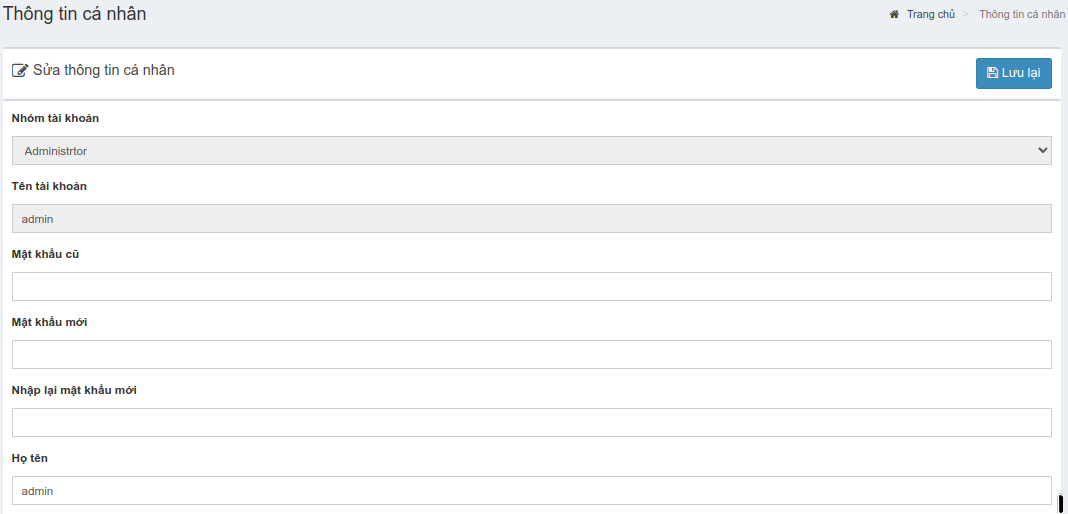 Thông tin cá nhân
Trang chủ > Thông tin cá nhân
Sửa thông tin cá nhân
Lưu lại
Nhóm tài khoản
Administrtor
Tên tài khoản
admin
Mật khẩu cũ
Mật khẩu mới
Nhập lại mật khẩu mới
Họ tên
admin